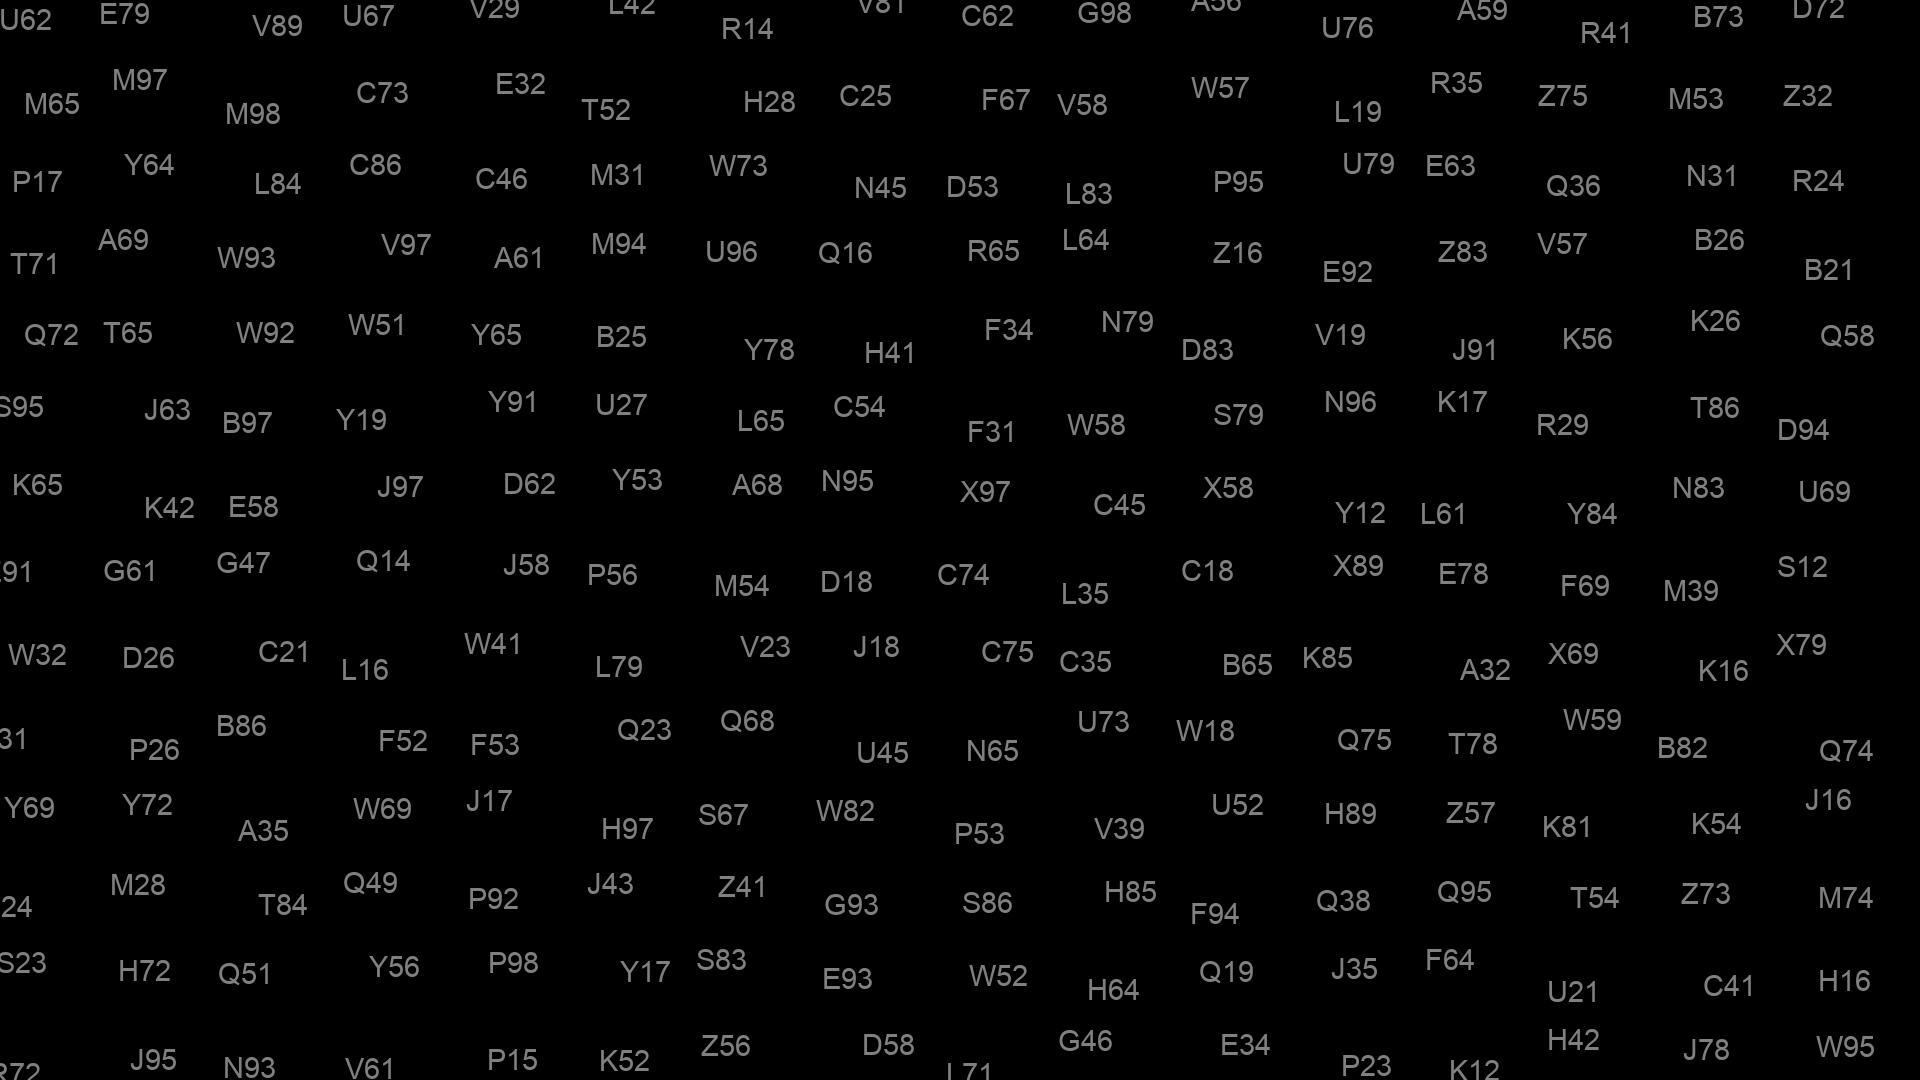 U62 E79 V89 U67 V29 L42 R14 V81 C62 G98 A56 U76 A59 R41 B73 D72
M65 M97 M98 C73 E32 T52 H28 C25 F67 V58 W57 L19 R35 Z75 M53 Z32
P17 Y64 L84 C86 C46 M31 W73 N45 D53 L83 P95 U79 E63 Q36 N31 R24
T71 A69 W93 V97 A61 M94 U96 Q16 R65 L64 Z16 E92 Z83 V57 B26 B21
Q72 T65 W92 W51 Y65 B25 Y78 H41 F34 N79 D83 V19 J91 K56 K26 Q58
S95 J63 B97 Y19 Y91 U27 L65 C54 F31 W58 S79 N96 K17 R29 T86 D94
K65 K42 E58 J97 D62 Y53 A68 N95 X97 C45 X58 Y12 L61 Y84 N83 U69
91 G61 G47 Q14 J58 P56 M54 D18 C74 L35 C18 X89 E78 F69 M39 S12
W32 D26 C21 L16 W41 L79 V23 J18 C75 C35 B65 K85 A32 X69 K16 X79
31 P26 B86 F52 F53 Q23 Q68 U45 N65 U73 W18 Q75 T78 W59 B82 Q74
Y69 Y72 A35 W69 J17 H97 S67 W82 P53 V39 U52 H89 Z57 K81 K54 J16
24 M28 T84 Q49 P92 J43 Z41 G93 S86 H85 F94 Q38 Q95 T54 Z73 M74
S23 H72 Q51 Y56 P98 Y17 S83 E93 W52 H64 Q19 J35 F64 U21 C41 H16
R72 J95 N93 V61 P15 K52 Z56 D58 L71 G46 E34 P23 K12 H42 J78 W95